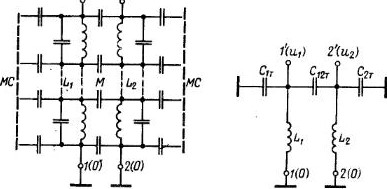 1'(u₁) 2'(u₂)
C₁т C₁₂т C₂т
MC L₁ M L₂ MC
L₁ L₂
1(0) 2(0)
1(0) 2(0)